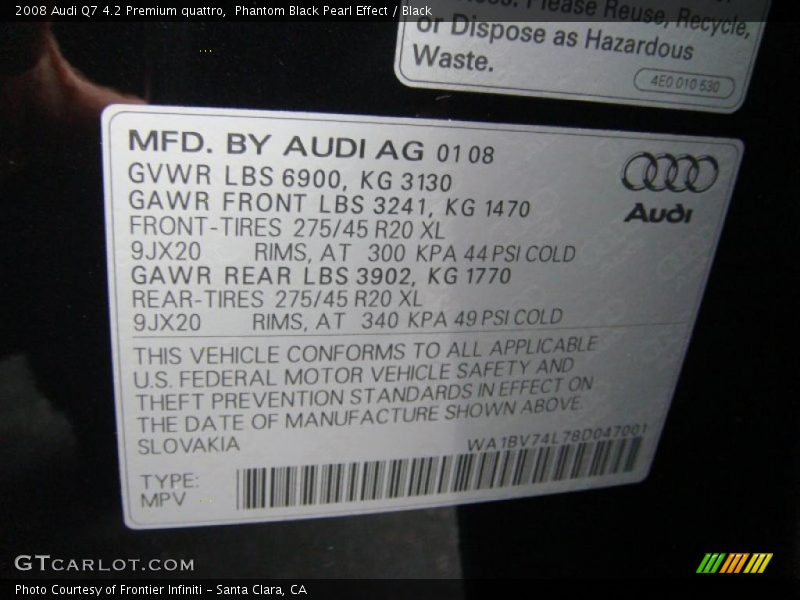 2008 Audi Q7 4.2 Premium quattro, Phantom Black Pearl Effect / Black
Please Reuse, Recycle,
or Dispose as Hazardous
Waste.
4E0 010 530
MFD. BY AUDI AG 01 08
GVWR LBS 6900, KG 3130
GAWR FRONT LBS 3241, KG 1470
FRONT-TIRES 275/45 R20 XL
9JX20 RIMS, AT 300 KPA 44 PSI COLD
GAWR REAR LBS 3902, KG 1770
REAR-TIRES 275/45 R20 XL
9JX20 RIMS, AT 340 KPA 49 PSI COLD
Audi
THIS VEHICLE CONFORMS TO ALL APPLICABLE
U.S. FEDERAL MOTOR VEHICLE SAFETY AND
THEFT PREVENTION STANDARDS IN EFFECT ON
THE DATE OF MANUFACTURE SHOWN ABOVE.
SLOVAKIA
WA1BV74L78D047001
TYPE:
MPV
GTCARLOT.COM
Photo Courtesy of Frontier Infiniti - Santa Clara, CA